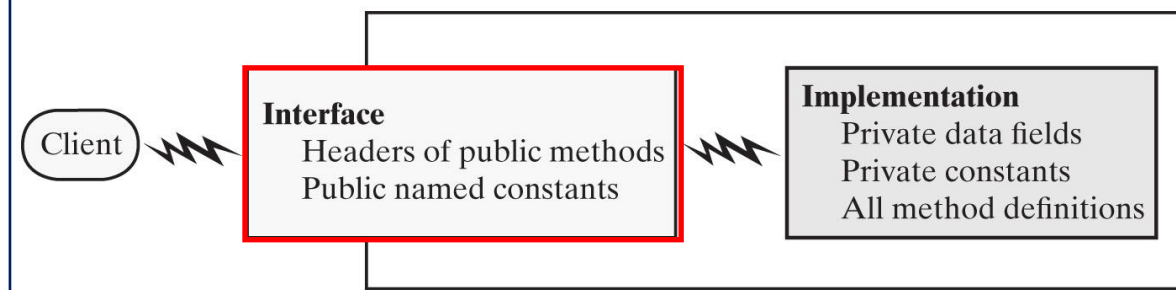 Client
Interface
Headers of public methods
Public named constants
Implementation
Private data fields
Private constants
All method definitions